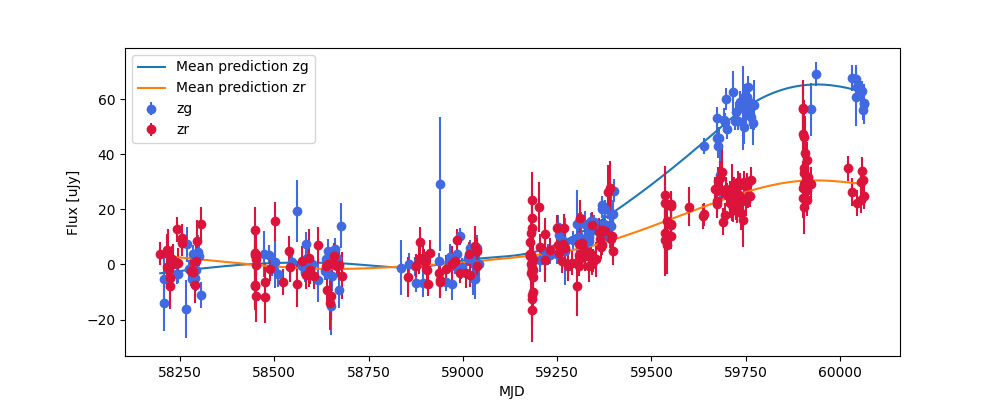 Mean prediction zg
Mean prediction zr
zg
zr
Flux [uJy]
60
40
20
0
−20
58250 58500 58750 59000 59250 59500 59750 60000
MJD